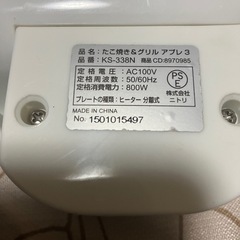 品名:たこ焼き&グリル アプレ3
品番:KS-338N 商品CD:8970985
定格電圧:AC100V
定格周波数:50/60Hz
定格消費電力:800W
PSE
株式会社
ニトリ
プレートの種類:ヒーター分離式
MADE IN CHINA
No. 1501015497